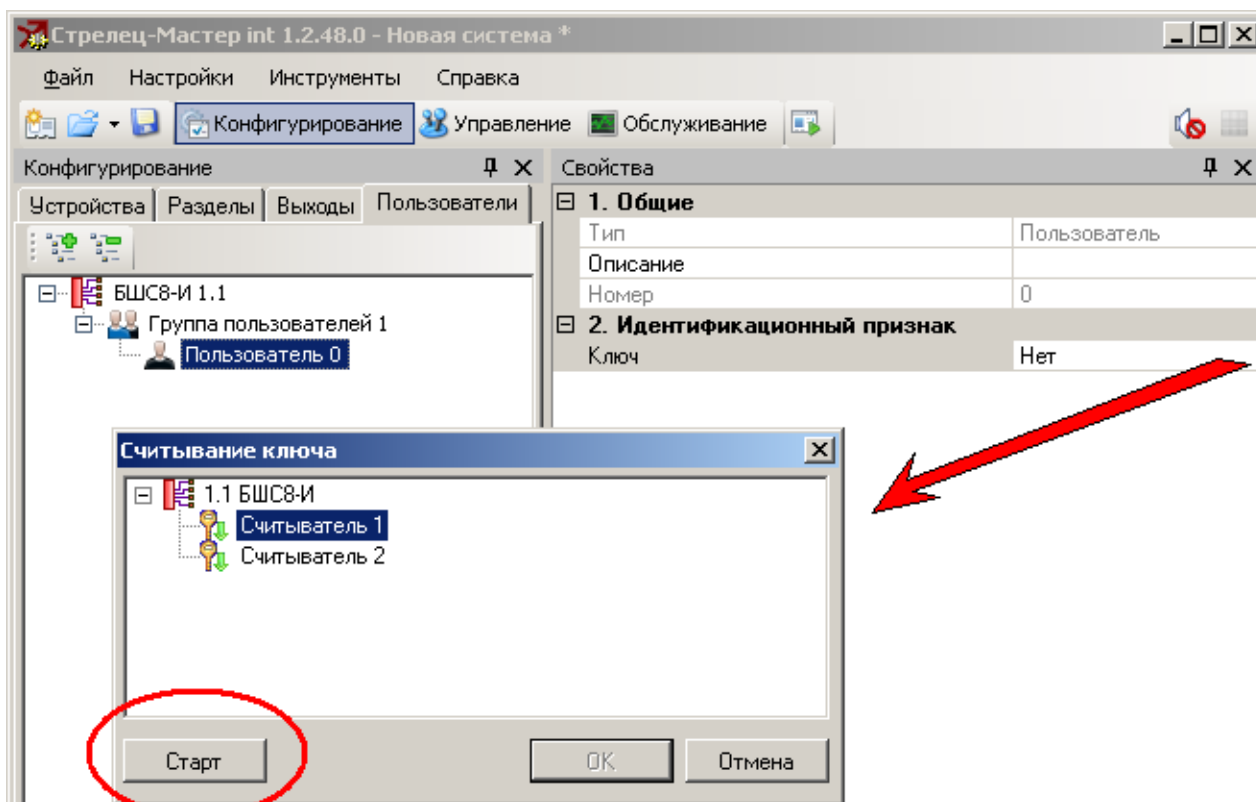 Стрелец-Мастер int 1.2.48.0 - Новая система *
Файл Настройки Инструменты Справка
Конфигурирование Управление Обслуживание
Конфигурирование
Устройства Разделы Выходы Пользователи
БШС8-И 1.1
Группа пользователей 1
Пользователь 0
Свойства
1. Общие
Тип Пользователь
Описание
Номер 0
2. Идентификационный признак
Ключ Нет
Считывание ключа
1.1 БШС8-И
Считыватель 1
Считыватель 2
Старт OK Отмена